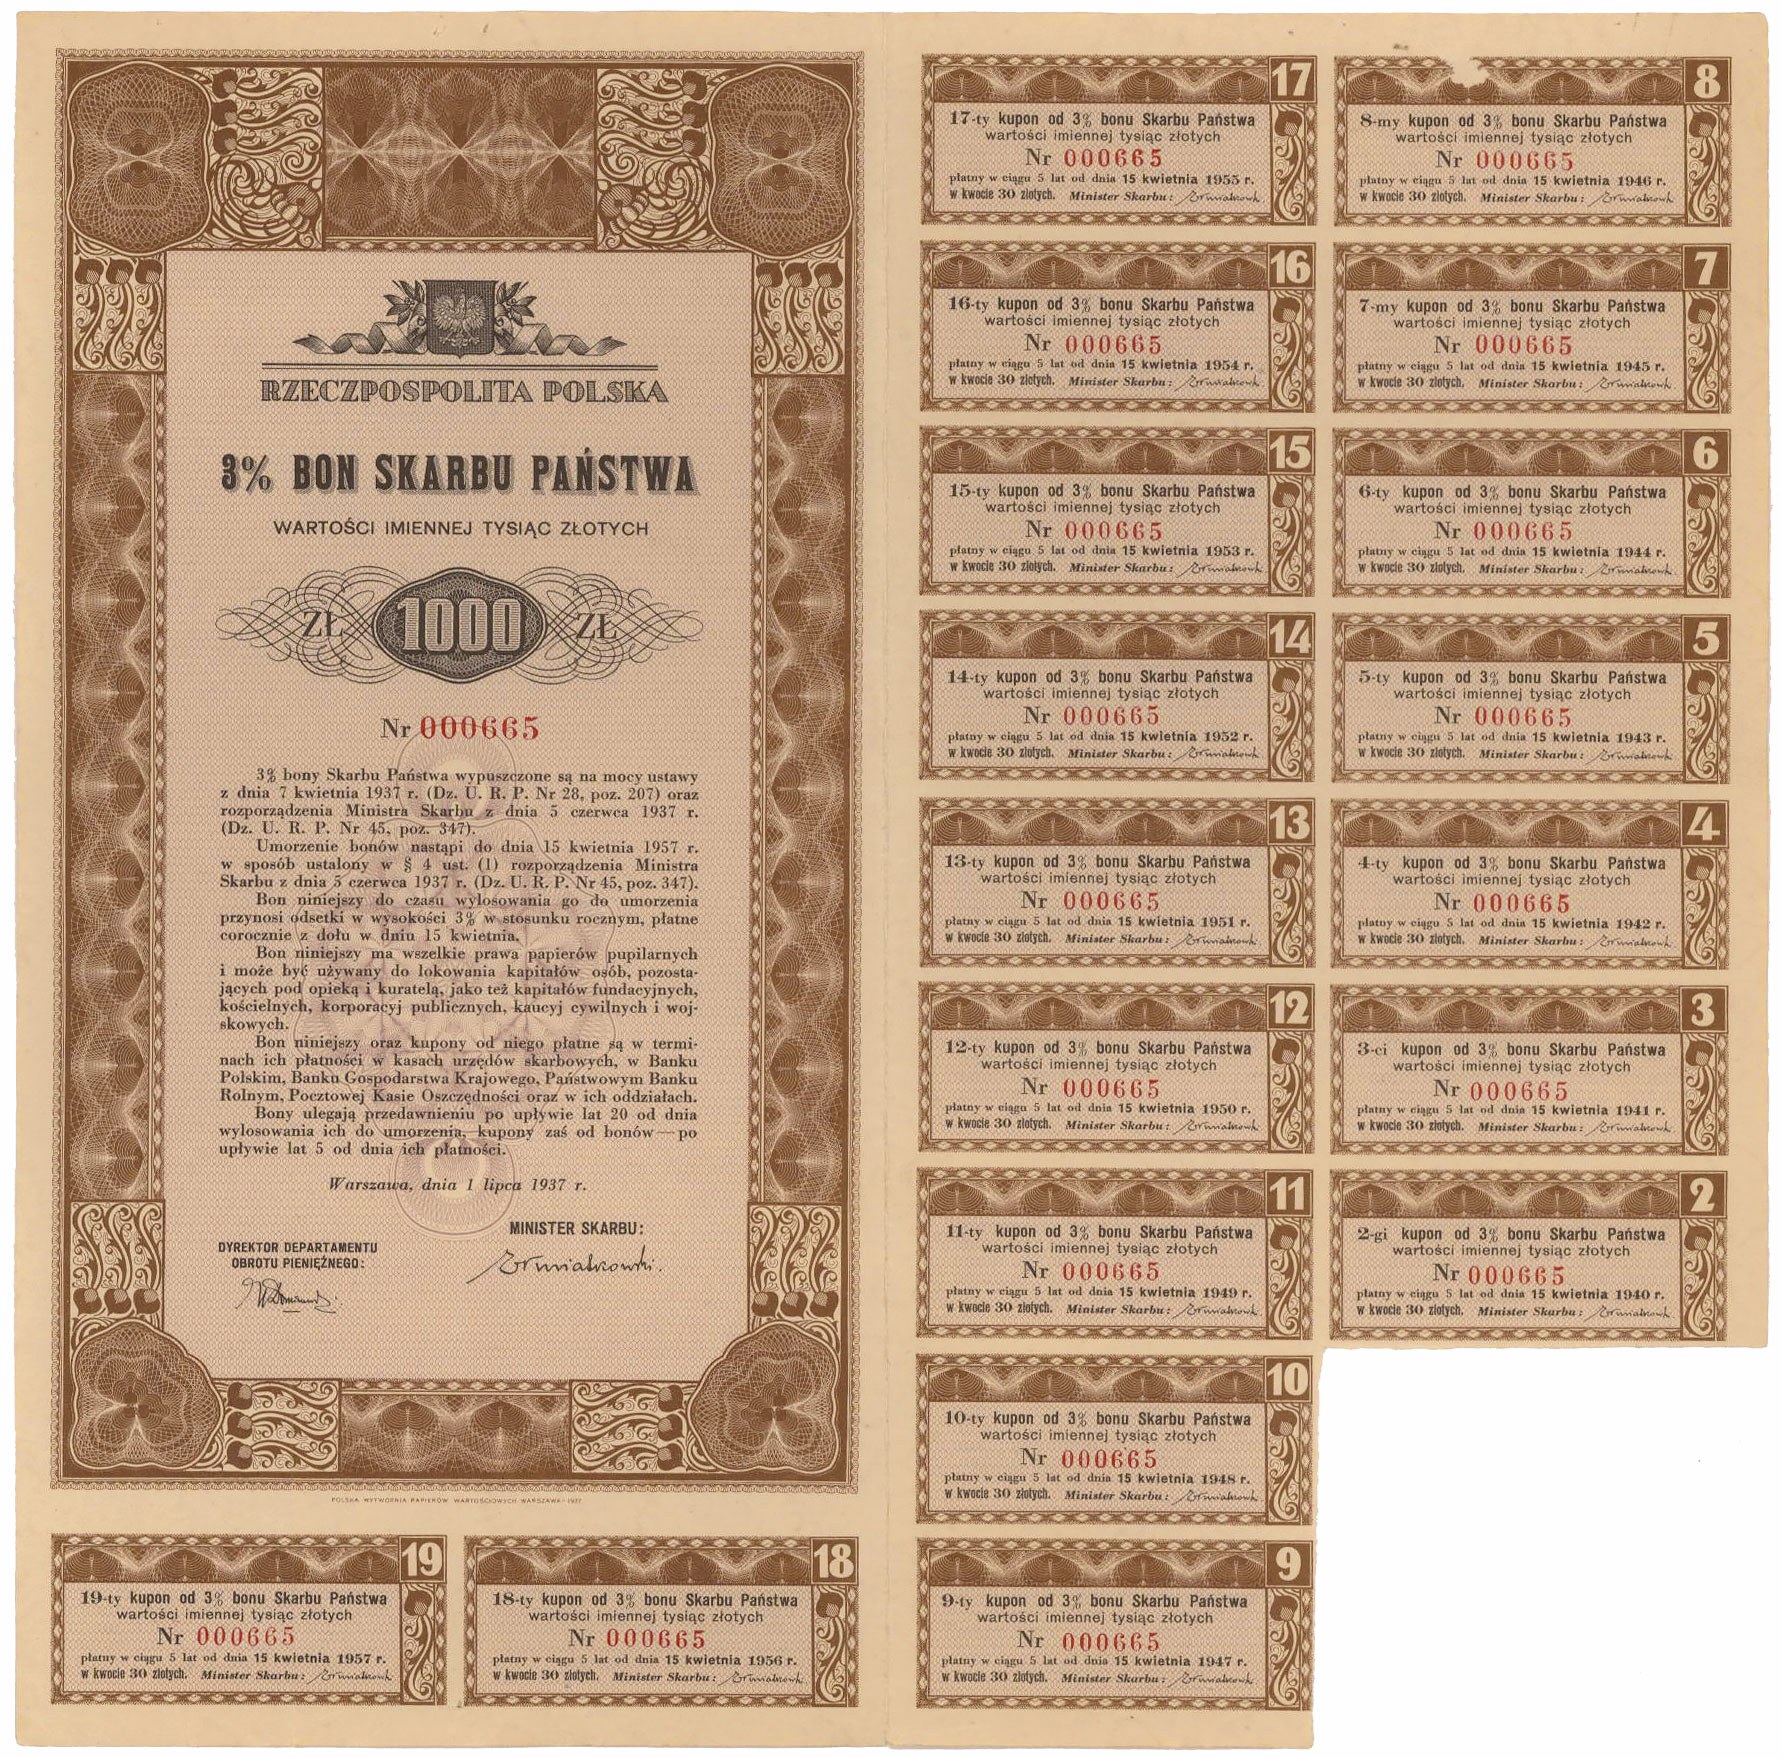 RZECZPOSPOLITA POLSKA
3% BON SKARBU PAŃSTWA
WARTOŚCI IMIENNEJ TYSIĄC ZŁOTYCH
ZŁ 1000 ZŁ
Nr 000665
3% bony Skarbu Państwa wypuszczone są na mocy ustawy
z dnia 7 kwietnia 1937 r. (Dz. U. R. P. Nr 28, poz. 207) oraz
rozporządzenia Ministra Skarbu z dnia 5 czerwca 1937 r.
(Dz. U. R. P. Nr 45, poz. 347).
Umorzenie bonów nastąpi do dnia 15 kwietnia 1957 r.
w sposób ustalony w § 4 ust. (1) rozporządzenia Ministra
Skarbu z dnia 5 czerwca 1937 r. (Dz. U. R. P. Nr 45, poz. 347).
Bon niniejszy do czasu wylosowania go do umorzenia
przynosi odsetki w wysokości 3% w stosunku rocznym, płatne
corocznie z dołu w dniu 15 kwietnia.
Bon niniejszy ma wszelkie prawa papierów pupilarnych
i może być używany do lokowania kapitałów osób, pozosta-
jących pod opieką i kuratelą, jako też kapitałów fundacyjnych,
kościelnych, korporacyj publicznych, kaucyj cywilnych i woj-
skowych.
Bon niniejszy oraz kupony od niego płatne są w termi-
nach ich płatności w kasach urzędów skarbowych, w Banku
Polskim, Banku Gospodarstwa Krajowego, Państwowym Banku
Rolnym, Pocztowej Kasie Oszczędności oraz w ich oddziałach.
Bony ulegają przedawnieniu po upływie lat 20 od dnia
wylosowania ich do umorzenia, kupony zaś od bonów — po
upływie lat 5 od dnia ich płatności.
Warszawa, dnia 1 lipca 1937 r.
DYREKTOR DEPARTAMENTU
OBROTU PIENIĘŻNEGO:
MINISTER SKARBU:
POLSKA WYTWÓRNIA PAPIERÓW WARTOŚCIOWYCH WARSZAWA-1937
19
19-ty kupon od 3% bonu Skarbu Państwa
wartości imiennej tysiąc złotych
Nr 000665
płatny w ciągu 5 lat od dnia 15 kwietnia 1957 r.
w kwocie 30 złotych. Minister Skarbu:
18
18-ty kupon od 3% bonu Skarbu Państwa
wartości imiennej tysiąc złotych
Nr 000665
płatny w ciągu 5 lat od dnia 15 kwietnia 1956 r.
w kwocie 30 złotych. Minister Skarbu:
17
17-ty kupon od 3% bonu Skarbu Państwa
wartości imiennej tysiąc złotych
Nr 000665
płatny w ciągu 5 lat od dnia 15 kwietnia 1955 r.
w kwocie 30 złotych. Minister Skarbu:
16
16-ty kupon od 3% bonu Skarbu Państwa
wartości imiennej tysiąc złotych
Nr 000665
płatny w ciągu 5 lat od dnia 15 kwietnia 1954 r.
w kwocie 30 złotych. Minister Skarbu:
15
15-ty kupon od 3% bonu Skarbu Państwa
wartości imiennej tysiąc złotych
Nr 000665
płatny w ciągu 5 lat od dnia 15 kwietnia 1953 r.
w kwocie 30 złotych. Minister Skarbu:
14
14-ty kupon od 3% bonu Skarbu Państwa
wartości imiennej tysiąc złotych
Nr 000665
płatny w ciągu 5 lat od dnia 15 kwietnia 1952 r.
w kwocie 30 złotych. Minister Skarbu:
13
13-ty kupon od 3% bonu Skarbu Państwa
wartości imiennej tysiąc złotych
Nr 000665
płatny w ciągu 5 lat od dnia 15 kwietnia 1951 r.
w kwocie 30 złotych. Minister Skarbu:
12
12-ty kupon od 3% bonu Skarbu Państwa
wartości imiennej tysiąc złotych
Nr 000665
płatny w ciągu 5 lat od dnia 15 kwietnia 1950 r.
w kwocie 30 złotych. Minister Skarbu:
11
11-ty kupon od 3% bonu Skarbu Państwa
wartości imiennej tysiąc złotych
Nr 000665
płatny w ciągu 5 lat od dnia 15 kwietnia 1949 r.
w kwocie 30 złotych. Minister Skarbu:
10
10-ty kupon od 3% bonu Skarbu Państwa
wartości imiennej tysiąc złotych
Nr 000665
płatny w ciągu 5 lat od dnia 15 kwietnia 1948 r.
w kwocie 30 złotych. Minister Skarbu:
9
9-ty kupon od 3% bonu Skarbu Państwa
wartości imiennej tysiąc złotych
Nr 000665
płatny w ciągu 5 lat od dnia 15 kwietnia 1947 r.
w kwocie 30 złotych. Minister Skarbu:
8
8-my kupon od 3% bonu Skarbu Państwa
wartości imiennej tysiąc złotych
Nr 000665
płatny w ciągu 5 lat od dnia 15 kwietnia 1946 r.
w kwocie 30 złotych. Minister Skarbu:
7
7-my kupon od 3% bonu Skarbu Państwa
wartości imiennej tysiąc złotych
Nr 000665
płatny w ciągu 5 lat od dnia 15 kwietnia 1945 r.
w kwocie 30 złotych. Minister Skarbu:
6
6-ty kupon od 3% bonu Skarbu Państwa
wartości imiennej tysiąc złotych
Nr 000665
płatny w ciągu 5 lat od dnia 15 kwietnia 1944 r.
w kwocie 30 złotych. Minister Skarbu:
5
5-ty kupon od 3% bonu Skarbu Państwa
wartości imiennej tysiąc złotych
Nr 000665
płatny w ciągu 5 lat od dnia 15 kwietnia 1943 r.
w kwocie 30 złotych. Minister Skarbu:
4
4-ty kupon od 3% bonu Skarbu Państwa
wartości imiennej tysiąc złotych
Nr 000665
płatny w ciągu 5 lat od dnia 15 kwietnia 1942 r.
w kwocie 30 złotych. Minister Skarbu:
3
3-ci kupon od 3% bonu Skarbu Państwa
wartości imiennej tysiąc złotych
Nr 000665
płatny w ciągu 5 lat od dnia 15 kwietnia 1941 r.
w kwocie 30 złotych. Minister Skarbu:
2
2-gi kupon od 3% bonu Skarbu Państwa
wartości imiennej tysiąc złotych
Nr 000665
płatny w ciągu 5 lat od dnia 15 kwietnia 1940 r.
w kwocie 30 złotych. Minister Skarbu: